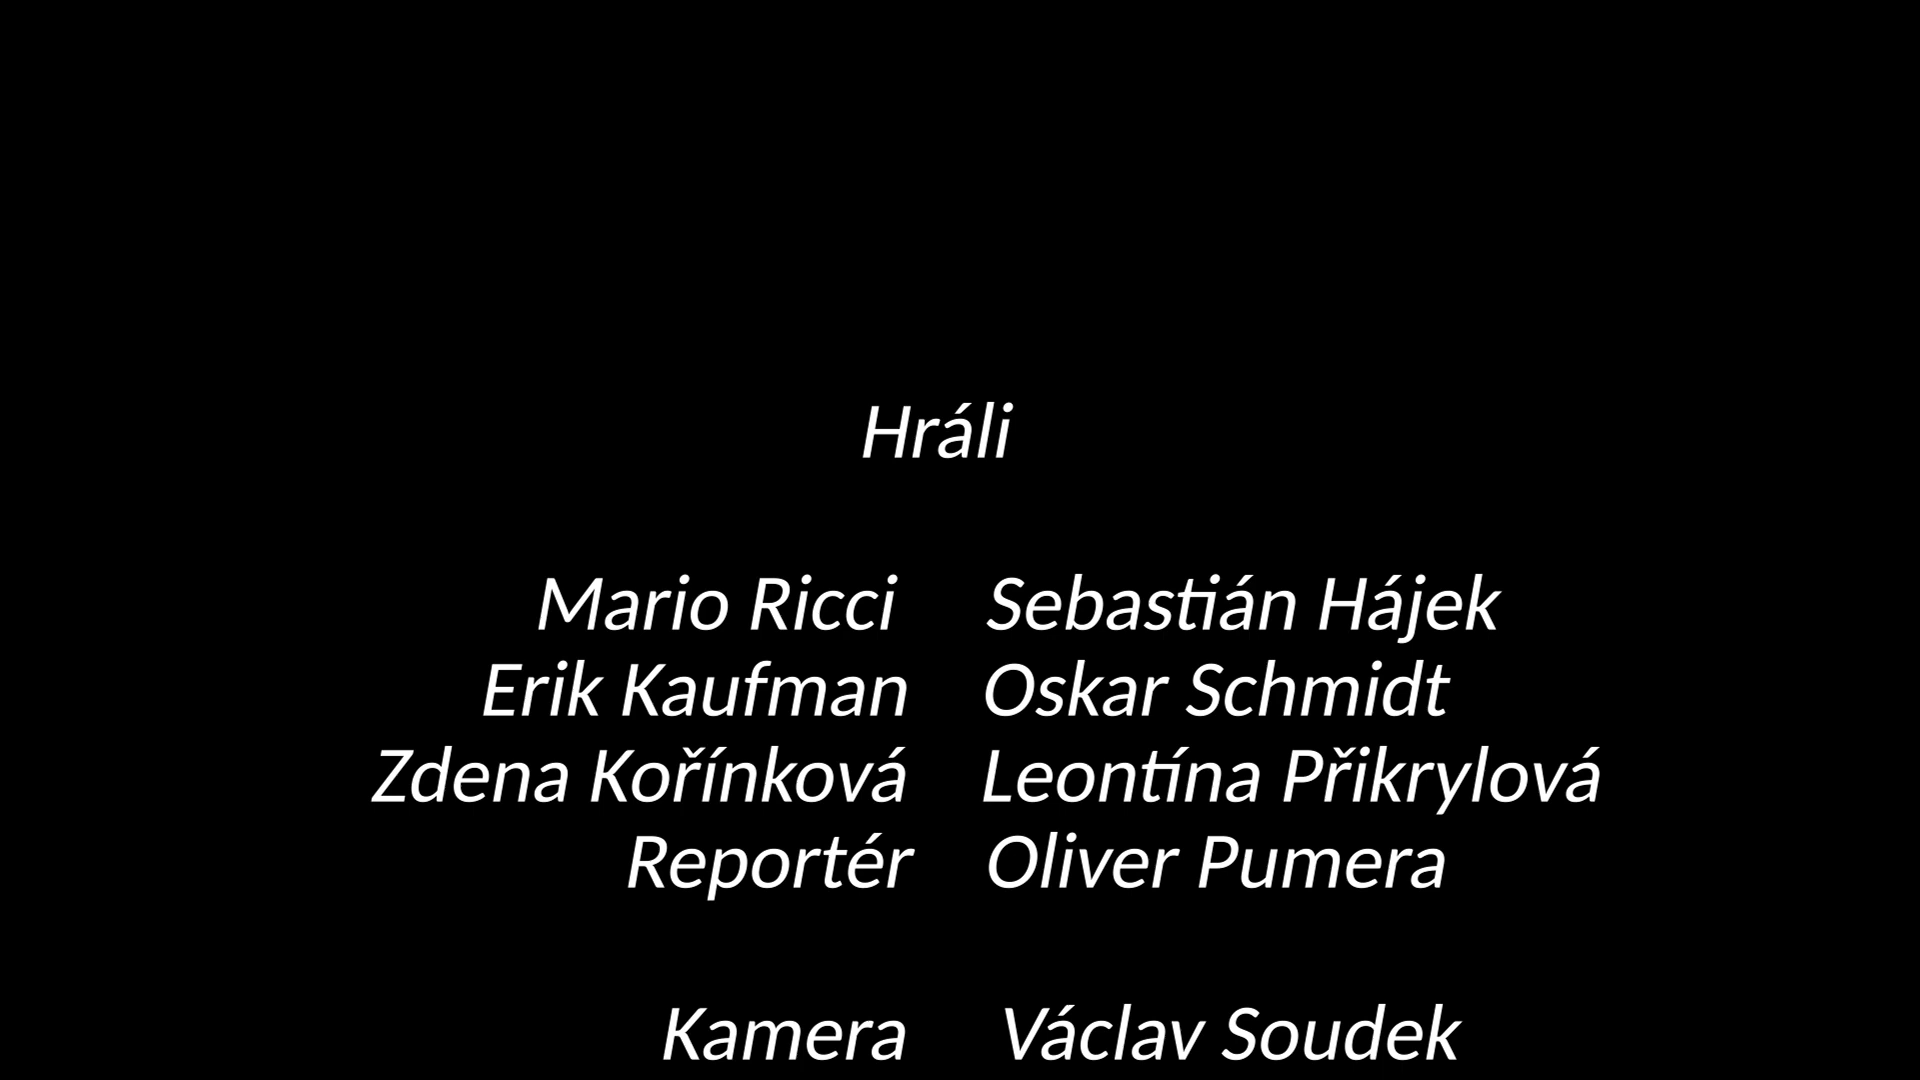 Hráli
Mario Ricci Sebastián Hájek
Erik Kaufman Oskar Schmidt
Zdena Kořínková Leontína Přikrylová
Reportér Oliver Pumera
Kamera Václav Soudek